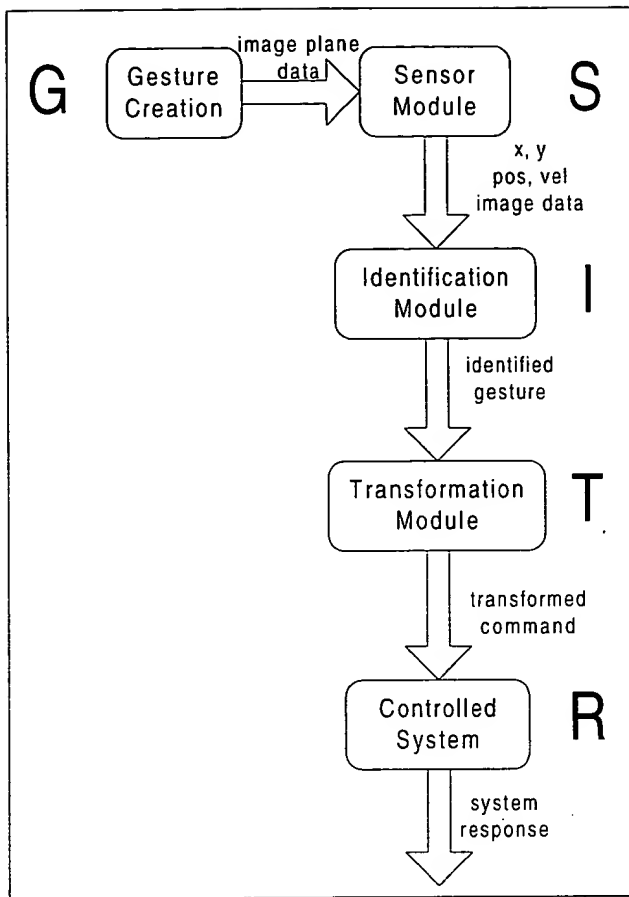 G
Gesture
Creation
image plane
data
Sensor
Module
S
x, y
pos, vel
image data
Identification
Module
I
identified
gesture
Transformation
Module
T
transformed
command
Controlled
System
R
system
response